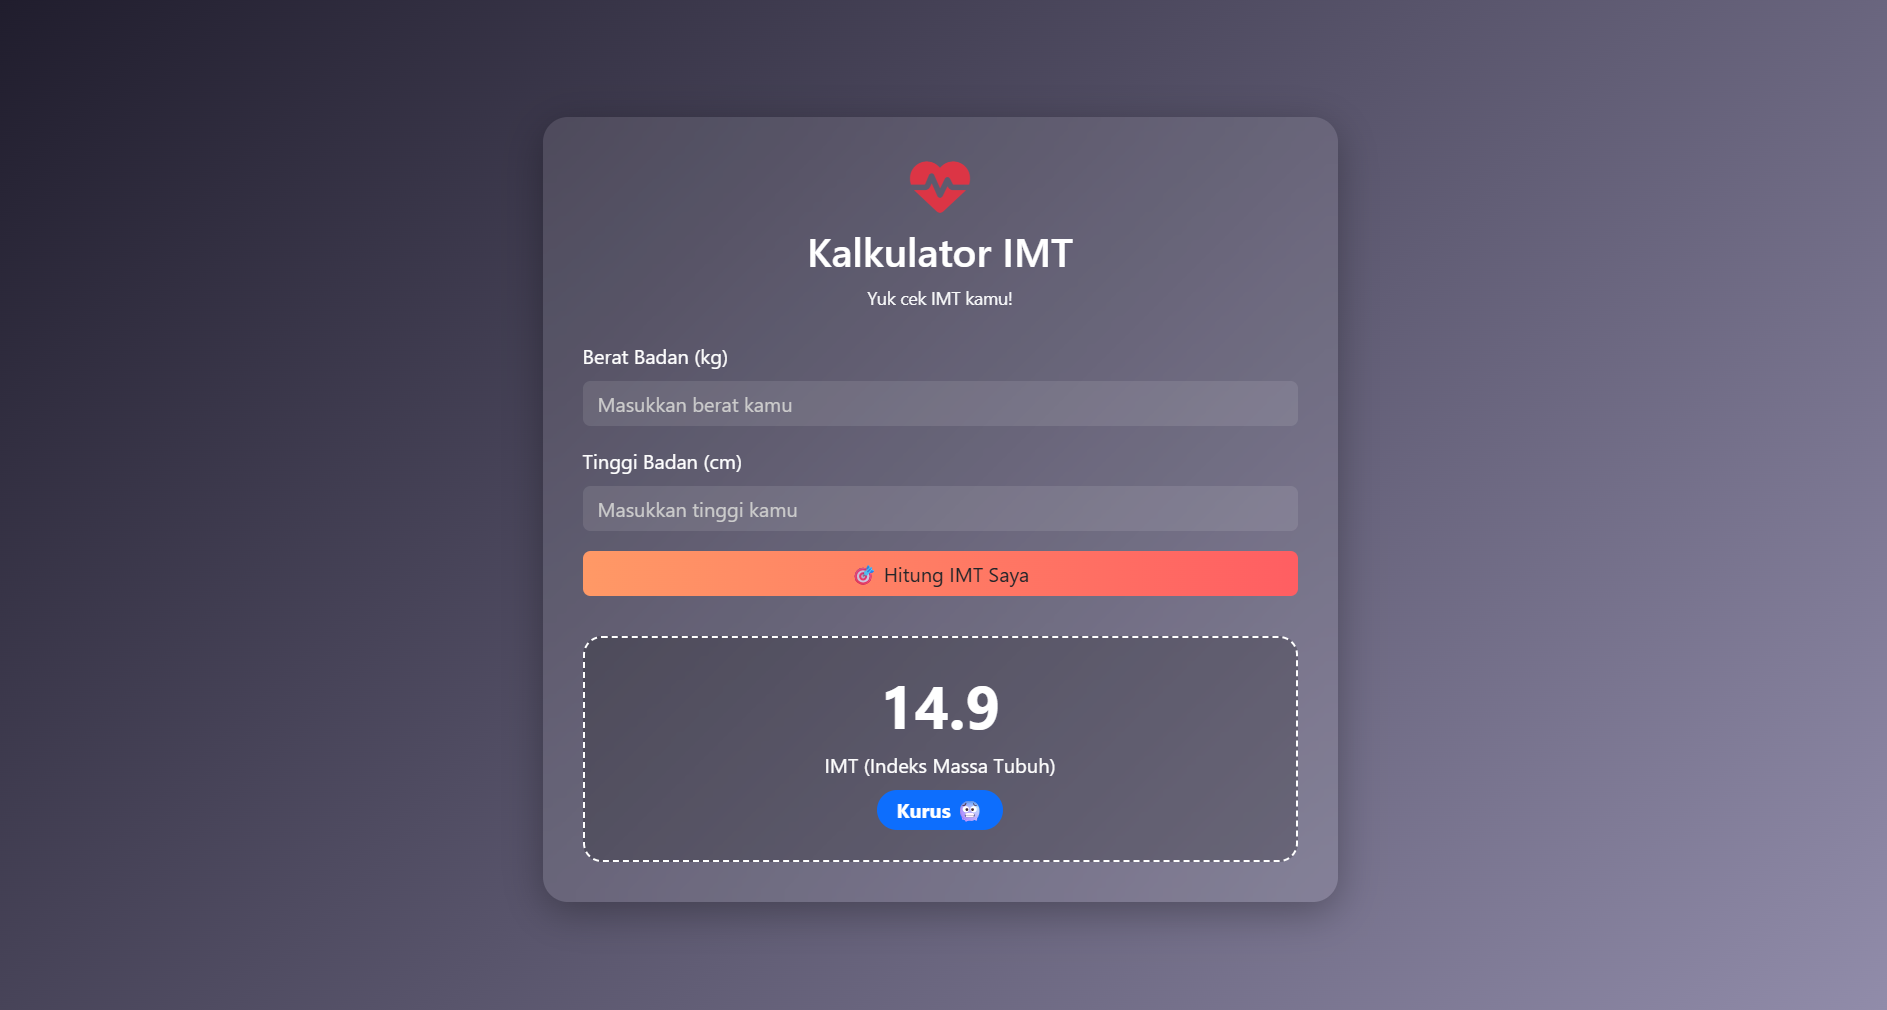 Kalkulator IMT
Yuk cek IMT kamu!
Berat Badan (kg)
Masukkan berat kamu
Tinggi Badan (cm)
Masukkan tinggi kamu
🎯 Hitung IMT Saya
14.9
IMT (Indeks Massa Tubuh)
Kurus 🥶